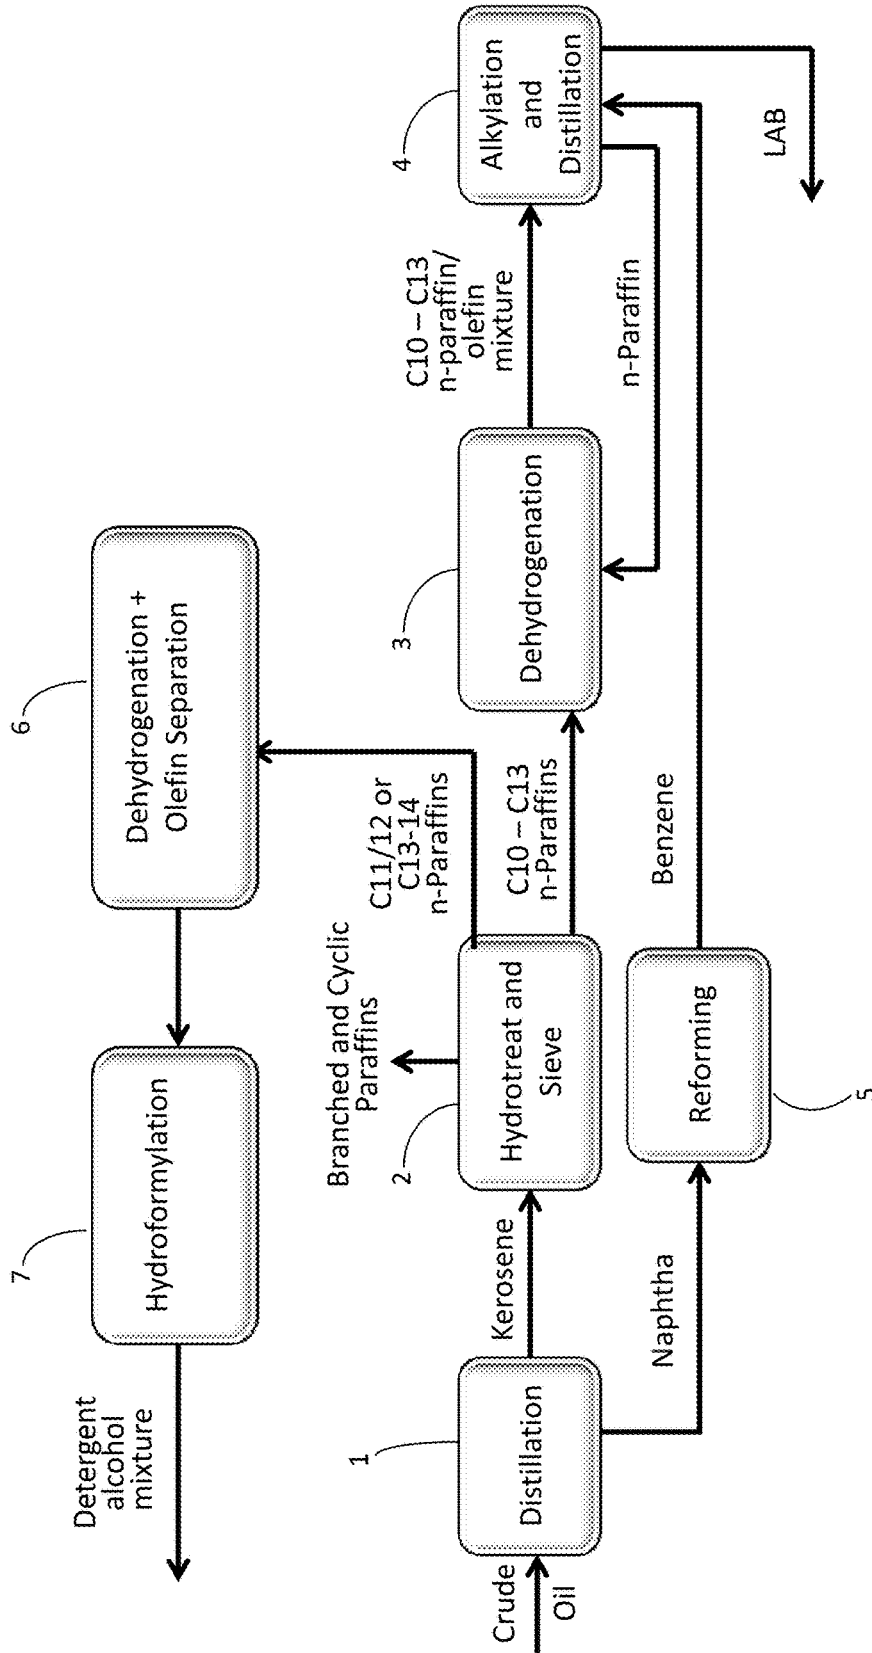 7
6
Detergent
alcohol
mixture
Hydroformylation
Dehydrogenation +
Olefin Separation
Branched and Cyclic
Paraffins
C11/12 or
C13-14
n-Paraffins
C10 – C13
n-paraffin/
olefin
mixture
1
2
3
4
Crude
Oil
Distillation
Kerosene
Hydrotreat and
Sieve
C10 – C13
n-Paraffins
Dehydrogenation
Alkylation
and
Distillation
n-Paraffin
Naphtha
Reforming
Benzene
LAB
5